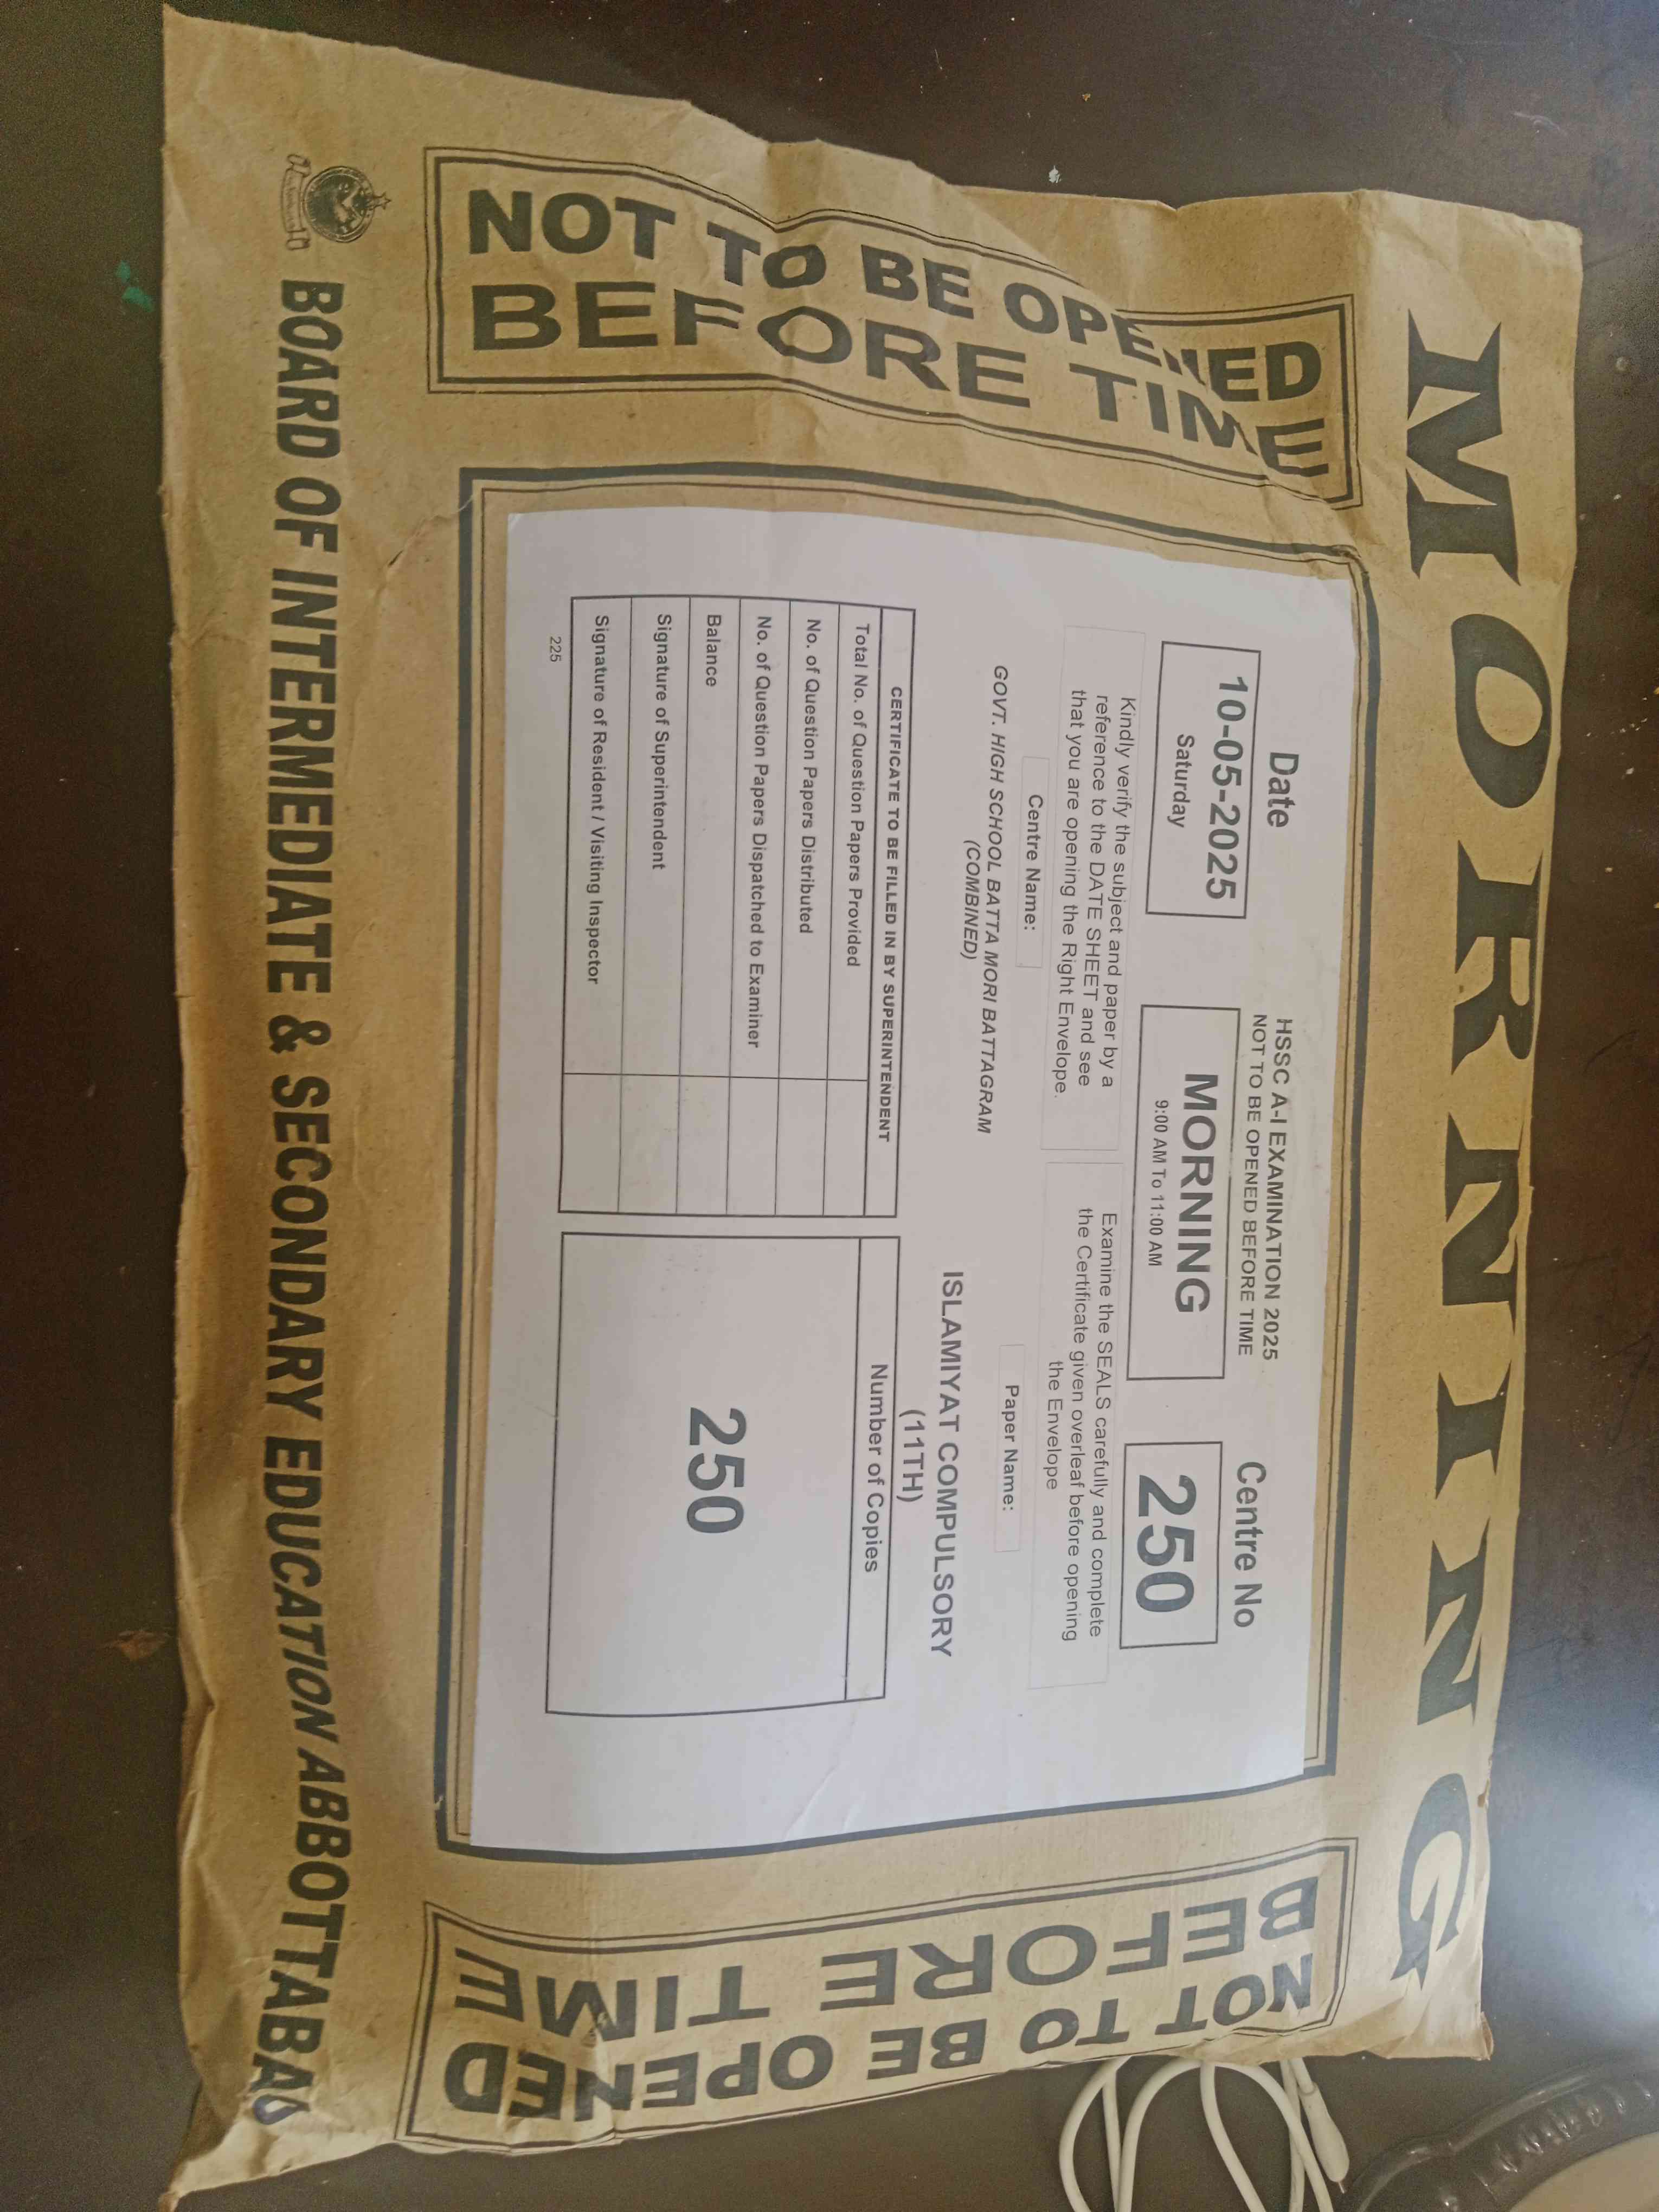 MORNING
NOT TO BE OPENED
BEFORE TIME
Date
10-05-2025
Saturday
HSSC A-I EXAMINATION 2025
NOT TO BE OPENED BEFORE TIME
MORNING
9:00 AM To 11:00 AM
Centre No
250
Kindly verify the subject and paper by a
reference to the DATE SHEET and see
that you are opening the Right Envelope.
Examine the SEALS carefully and complete
the Certificate given overleaf before opening
the Envelope
Centre Name:
GOVT. HIGH SCHOOL BATTA MORI BATTAGRAM
(COMBINED)
Paper Name:
ISLAMIYAT COMPULSORY
(11TH)
CERTIFICATE TO BE FILLED IN BY SUPERINTENDENT
Total No. of Question Papers Provided
No. of Question Papers Distributed
No. of Question Papers Dispatched to Examiner
Balance
Signature of Superintendent
Signature of Resident / Visiting Inspector
Number of Copies
250
225
NOT TO BE OPENED
BEFORE TIME
BOARD OF INTERMEDIATE & SECONDARY EDUCATION ABBOTTABAD